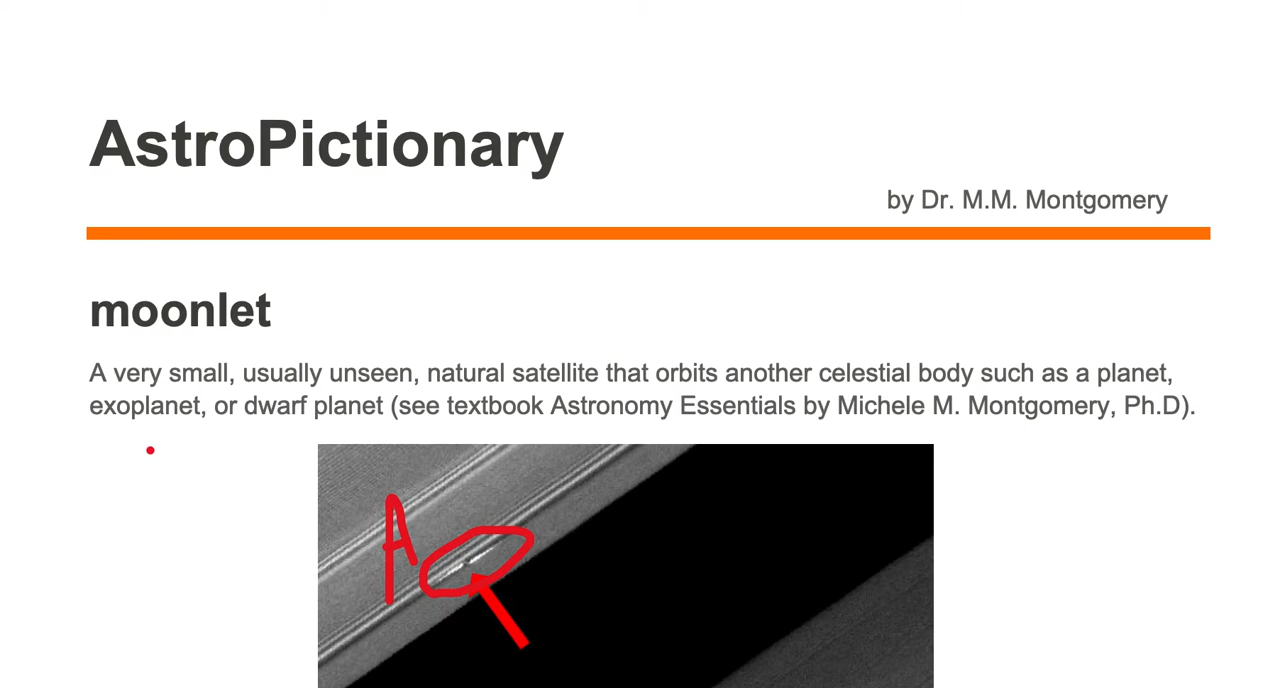 AstroPictionary
by Dr. M.M. Montgomery
moonlet
A very small, usually unseen, natural satellite that orbits another celestial body such as a planet,
exoplanet, or dwarf planet (see textbook Astronomy Essentials by Michele M. Montgomery, Ph.D).
A